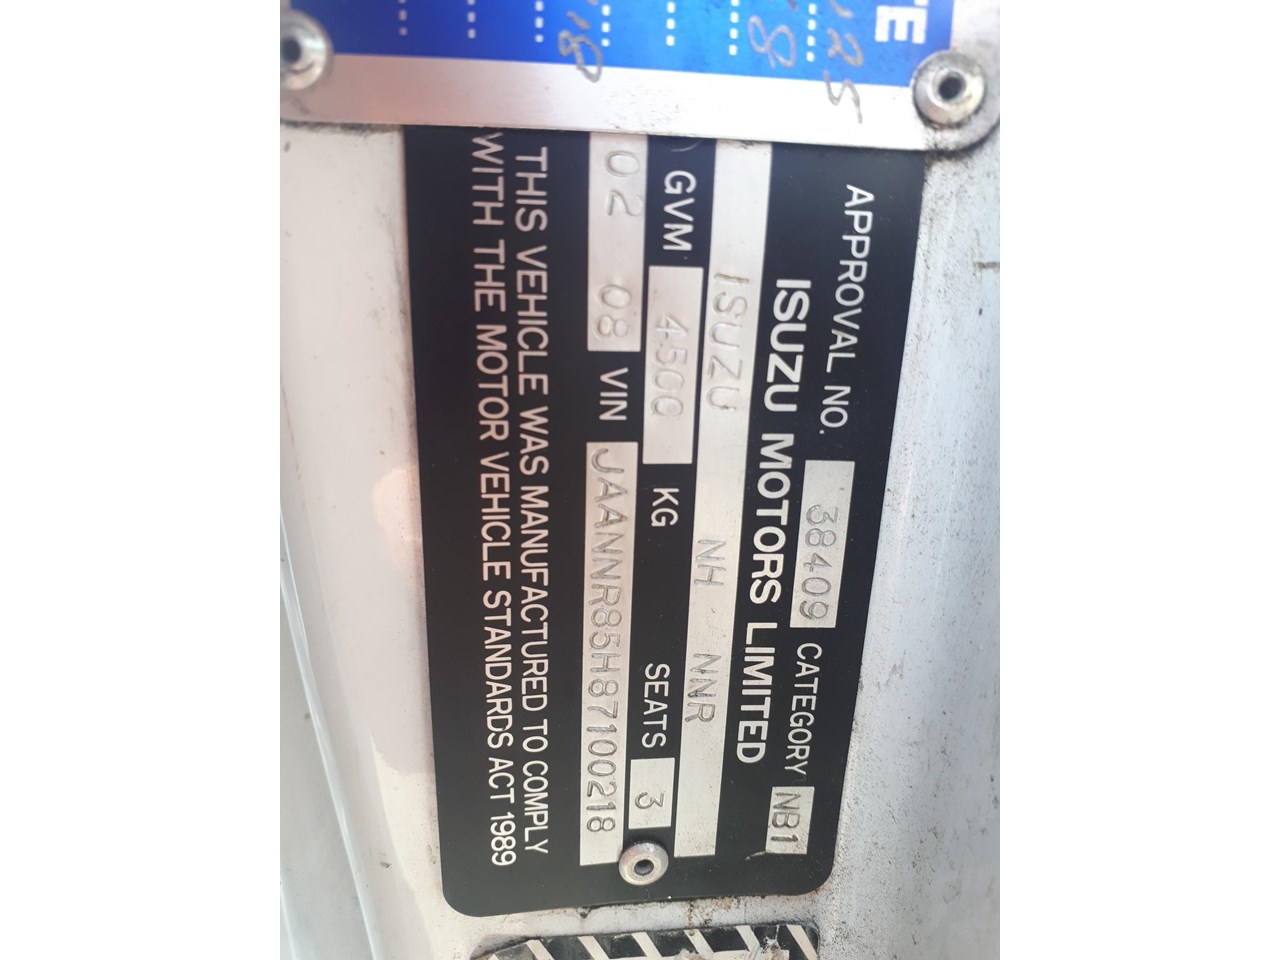 APPROVAL NO. 38409 CATEGORY NB1
ISUZU MOTORS LIMITED
ISUZU NH NNR
GVM 4500 KG SEATS 3
02 08 VIN JAANNR85H87100218
THIS VEHICLE WAS MANUFACTURED TO COMPLY
WITH THE MOTOR VEHICLE STANDARDS ACT 1989